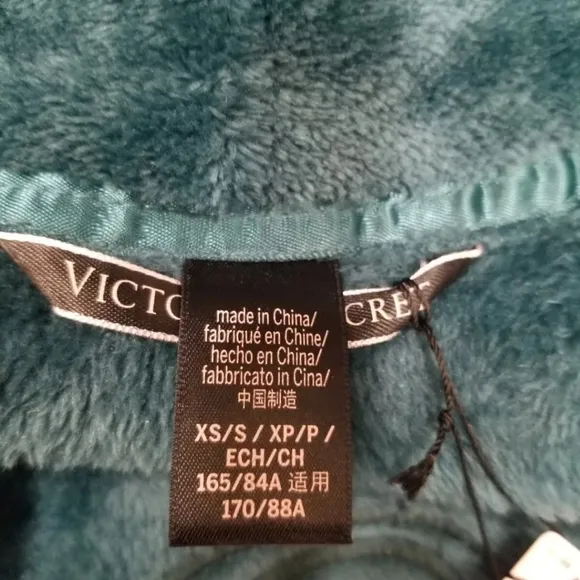 VICTO
CRET
made in China/
fabriqué en Chine/
hecho en China/
fabbricato in Cina/
中国制造
XS/S / XP/P /
ECH/CH
165/84A 适用
170/88A